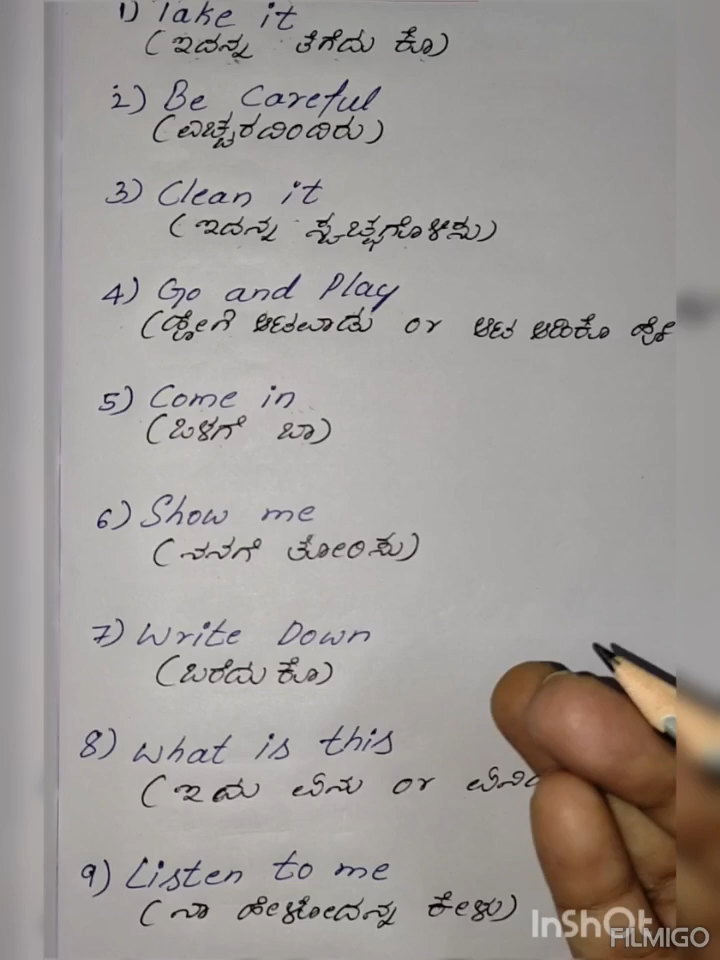 1) Take it
(ಇದನ್ನು ತೆಗೆದು ಕೊ)
2) Be Careful
(ಎಚ್ಚರದಿಂದಿರು)
3) Clean it
(ಇದನ್ನು ಸ್ವಚ್ಛಗೊಳಿಸು)
4) Go and Play
(ಹೋಗಿ ಆಟವಾಡು or ಆಟ ಆಡಿಕೊ
5) Come in
(ಒಳಗೆ ಬಾ)
6) Show me
(ನನಗೆ ತೋರಿಸು)
7) Write Down
(ಬರೆದು ಕೊ)
8) What is this
(ಇದು ಏನು or
9) Listen to me
(ನಾ ಹೇಳೋದನ್ನ ಕೇಳು)
InShOt
FILMIGO